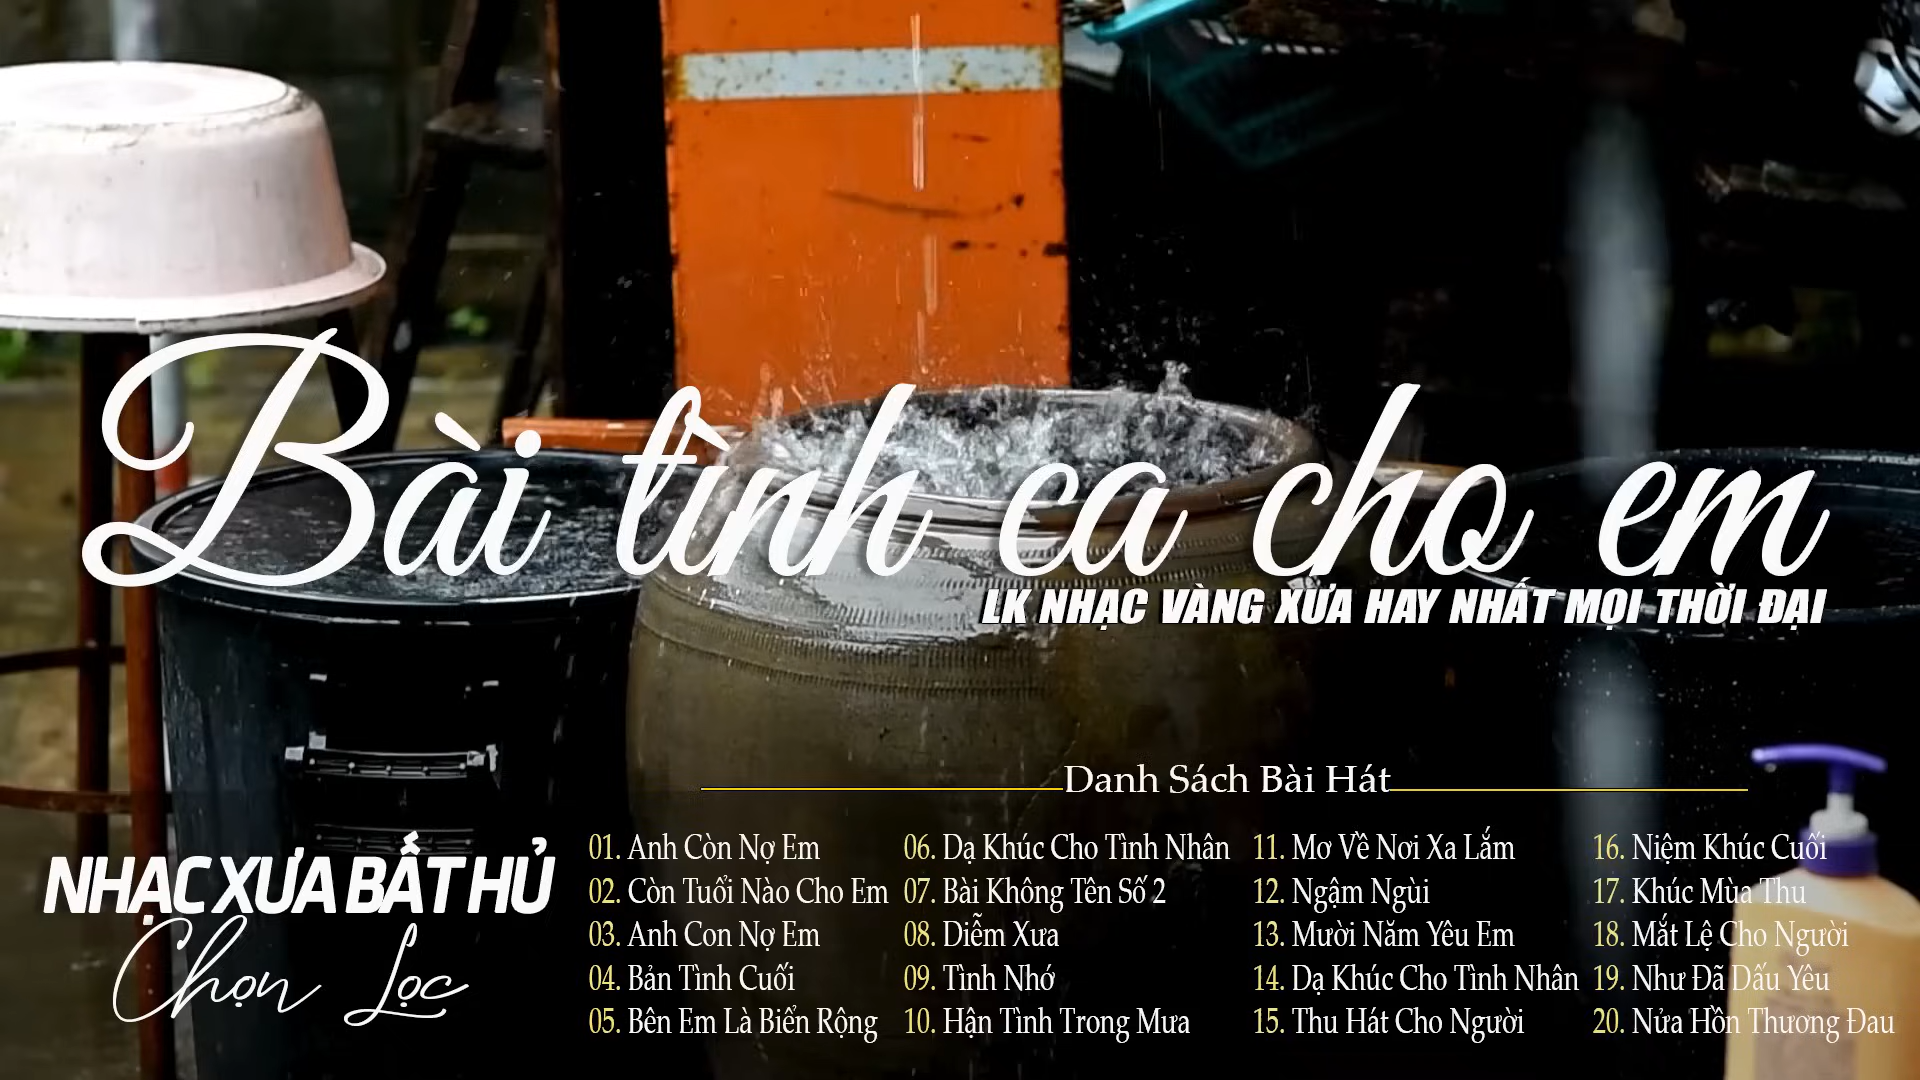 Bài tình ca cho em
LK NHẠC VÀNG XƯA HAY NHẤT MỌI THỜI ĐẠI
Danh Sách Bài Hát
NHẠC XƯA BẤT HỦ
Chọn Lọc
01. Anh Còn Nợ Em
02. Còn Tuổi Nào Cho Em
03. Anh Con Nợ Em
04. Bản Tình Cuối
05. Bên Em Là Biển Rộng
06. Dạ Khúc Cho Tình Nhân
07. Bài Không Tên Số 2
08. Diễm Xưa
09. Tình Nhớ
10. Hận Tình Trong Mưa
11. Mơ Về Nơi Xa Lắm
12. Ngậm Ngùi
13. Mười Năm Yêu Em
14. Dạ Khúc Cho Tình Nhân
15. Thu Hát Cho Người
16. Niệm Khúc Cuối
17. Khúc Mùa Thu
18. Mắt Lệ Cho Người
19. Như Đã Dấu Yêu
20. Nửa Hồn Thương Đau